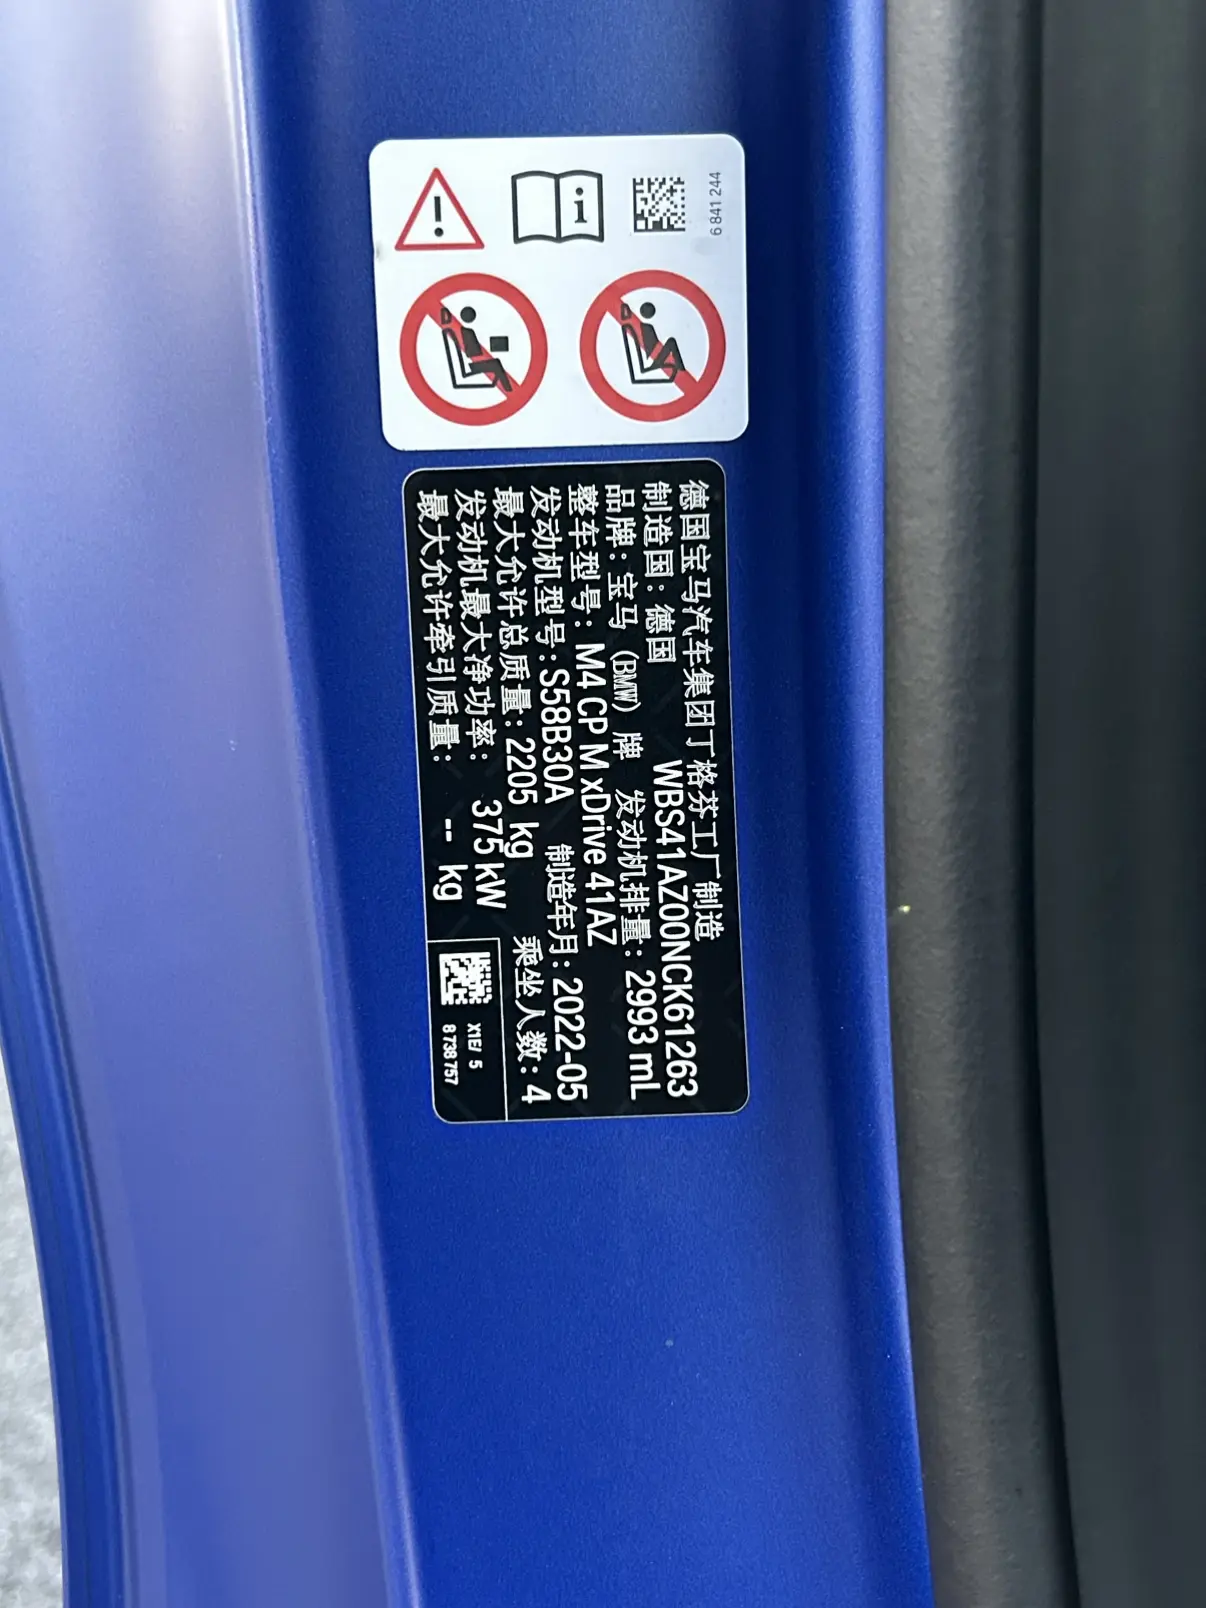 6 841 244
德国宝马汽车集团丁格芬工厂制造
制造国：德国 WBS41AZ00NCK61263
品牌：宝马 (BMW) 牌 发动机排量：2993 mL
整车型号：M4 CP M xDrive 41AZ
发动机型号：S58B30A 制造年月：2022-05
最大允许总质量：2205 kg 乘坐人数：4
发动机最大净功率： 375 kW
最大允许牵引质量： -- kg
X1E/ 5
8 738 757